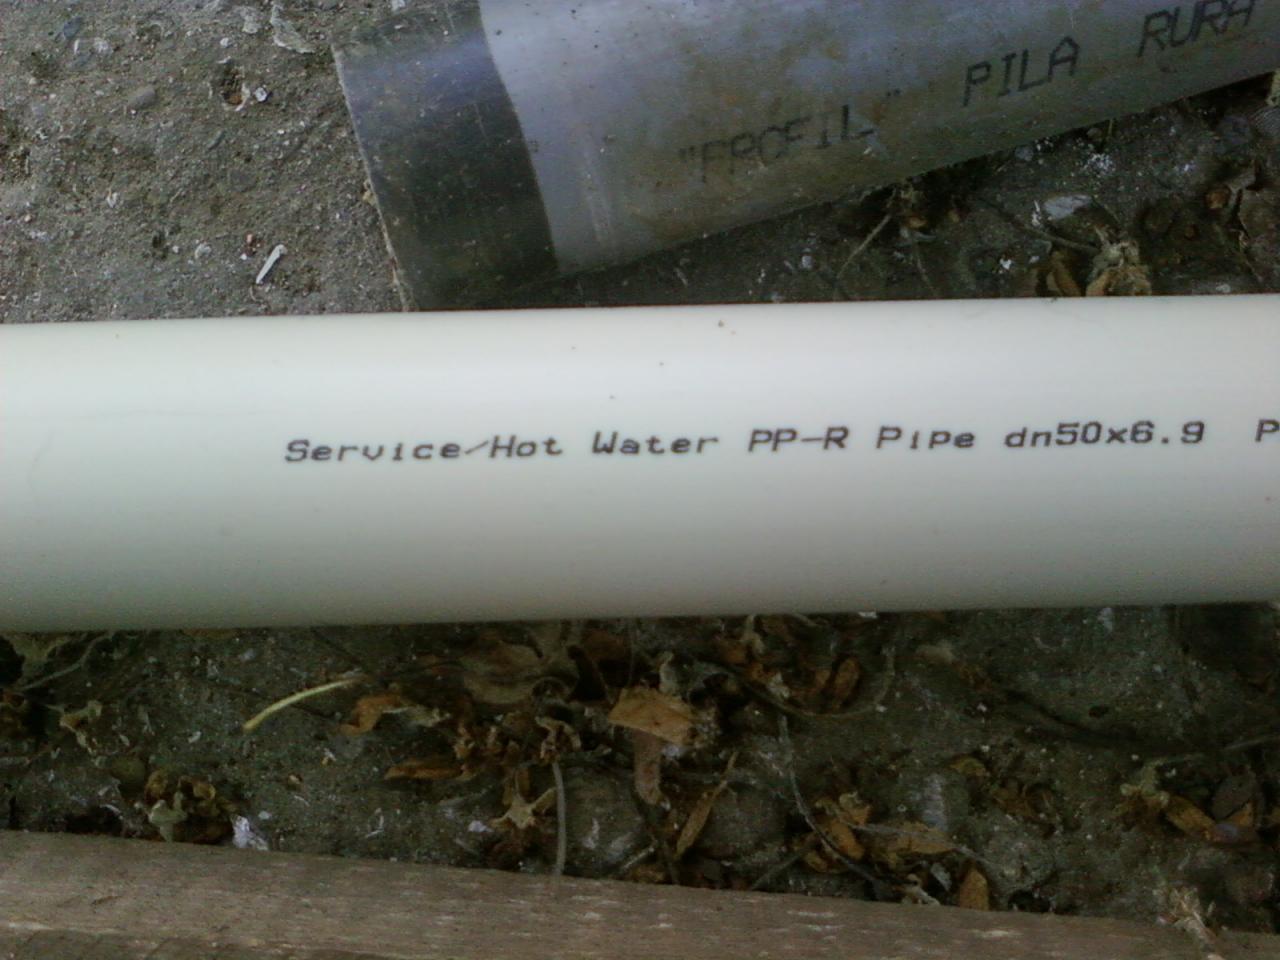 "PROFIL" PILA RURA
Service/Hot Water PP-R Pipe dn50x6.9 P